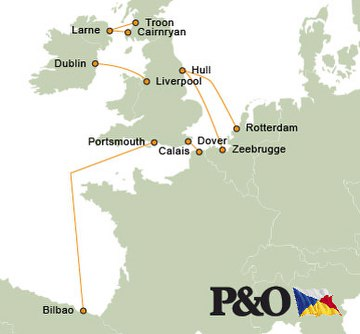 Troon
Larne
Cairnryan
Dublin
Hull
Liverpool
Rotterdam
Portsmouth
Dover
Calais
Zeebrugge
Bilbao
P&O